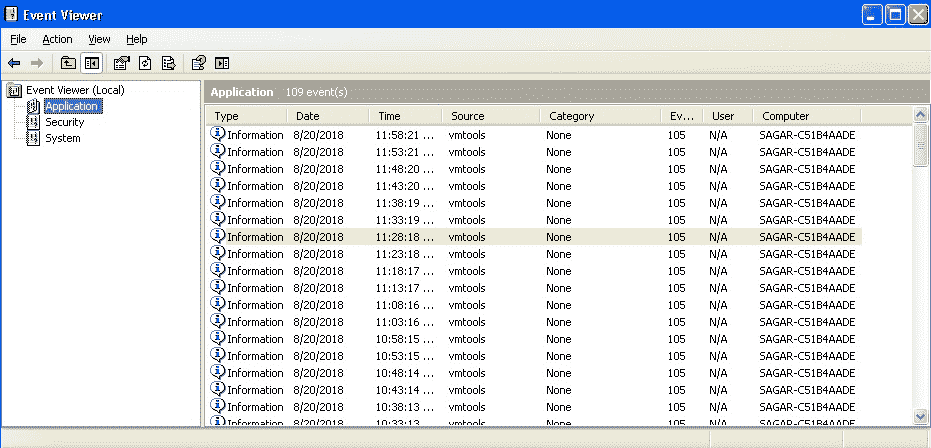 Event Viewer
File Action View Help
Event Viewer (Local)
Application
Security
System
Application 109 event(s)
Type Date Time Source Category Ev... User Computer
Information 8/20/2018 11:58:21 ... vmtools None 105 N/A SAGAR-C51B4AADE
Information 8/20/2018 11:53:21 ... vmtools None 105 N/A SAGAR-C51B4AADE
Information 8/20/2018 11:48:20 ... vmtools None 105 N/A SAGAR-C51B4AADE
Information 8/20/2018 11:43:20 ... vmtools None 105 N/A SAGAR-C51B4AADE
Information 8/20/2018 11:38:19 ... vmtools None 105 N/A SAGAR-C51B4AADE
Information 8/20/2018 11:33:19 ... vmtools None 105 N/A SAGAR-C51B4AADE
Information 8/20/2018 11:28:18 ... vmtools None 105 N/A SAGAR-C51B4AADE
Information 8/20/2018 11:23:18 ... vmtools None 105 N/A SAGAR-C51B4AADE
Information 8/20/2018 11:18:17 ... vmtools None 105 N/A SAGAR-C51B4AADE
Information 8/20/2018 11:13:17 ... vmtools None 105 N/A SAGAR-C51B4AADE
Information 8/20/2018 11:08:16 ... vmtools None 105 N/A SAGAR-C51B4AADE
Information 8/20/2018 11:03:16 ... vmtools None 105 N/A SAGAR-C51B4AADE
Information 8/20/2018 10:58:15 ... vmtools None 105 N/A SAGAR-C51B4AADE
Information 8/20/2018 10:53:15 ... vmtools None 105 N/A SAGAR-C51B4AADE
Information 8/20/2018 10:48:14 ... vmtools None 105 N/A SAGAR-C51B4AADE
Information 8/20/2018 10:43:14 ... vmtools None 105 N/A SAGAR-C51B4AADE
Information 8/20/2018 10:38:13 ... vmtools None 105 N/A SAGAR-C51B4AADE
Information 8/20/2018 10:33:13 vmtools None 105 N/A SAGAR-C51B4AADE